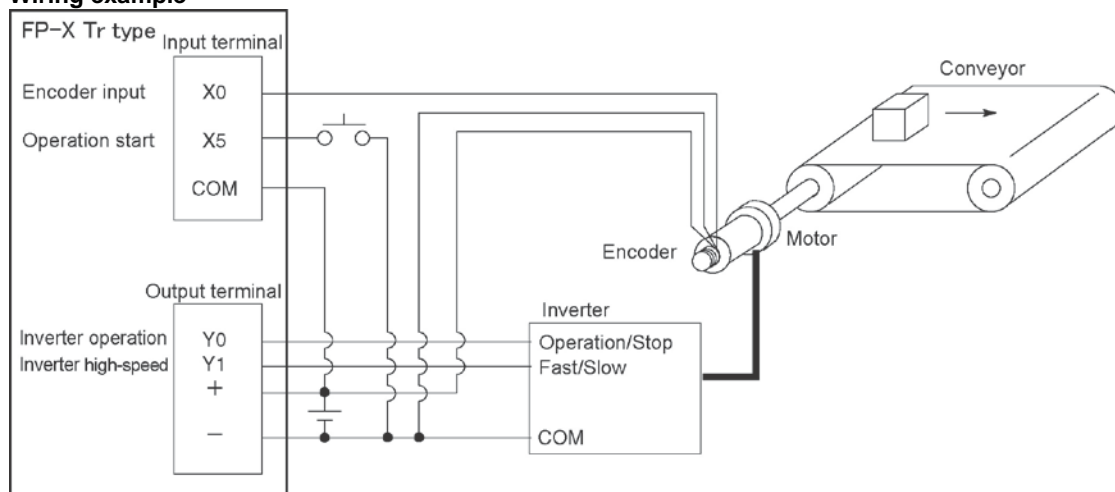 Wiring example
FP-X Tr type
Input terminal
Encoder input
X0
Operation start
X5
COM
Conveyor
Encoder
Motor
Output terminal
Inverter operation
Y0
Inverter high-speed
Y1
+
−
Inverter
Operation/Stop
Fast/Slow
COM